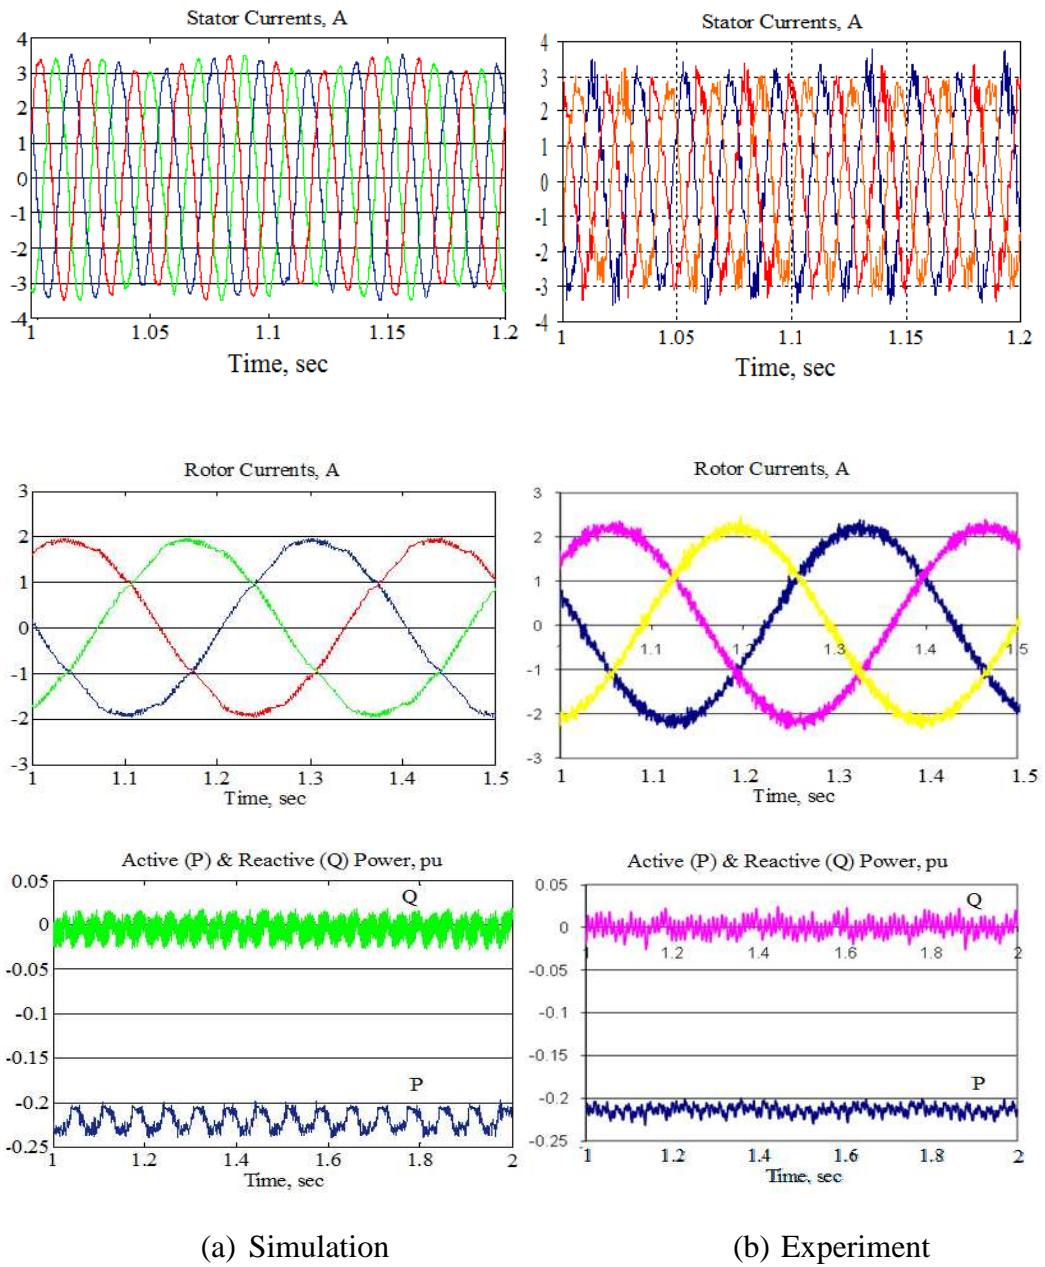 Stator Currents, A
4
3
2
1
0
-1
-2
-3
-4
1 1.05 1.1 1.15 1.2
Time, sec
Stator Currents, A
4
3
2
1
0
-1
-2
-3
-4
1 1.05 1.1 1.15 1.2
Time, sec
Rotor Currents, A
3
2
1
0
-1
-2
-3
1 1.1 1.2 1.3 1.4 1.5
Time, sec
Rotor Currents, A
3
2
1
0
1.1 1.2 1.3 1.4 1.5
-1
-2
-3
1 1.1 1.2 1.3 1.4 1.5
Time, sec
Active (P) & Reactive (Q) Power, pu
0.05
Q
0
-0.05
-0.1
-0.15
P
-0.2
-0.25
1 1.2 1.4 1.6 1.8 2
Time, sec
Active (P) & Reactive (Q) Power, pu
0.05
Q
0
1 1.2 1.4 1.6 1.8 2
-0.05
-0.1
-0.15
P
-0.2
-0.25
1 1.2 1.4 1.6 1.8 2
Time, sec
(a) Simulation
(b) Experiment